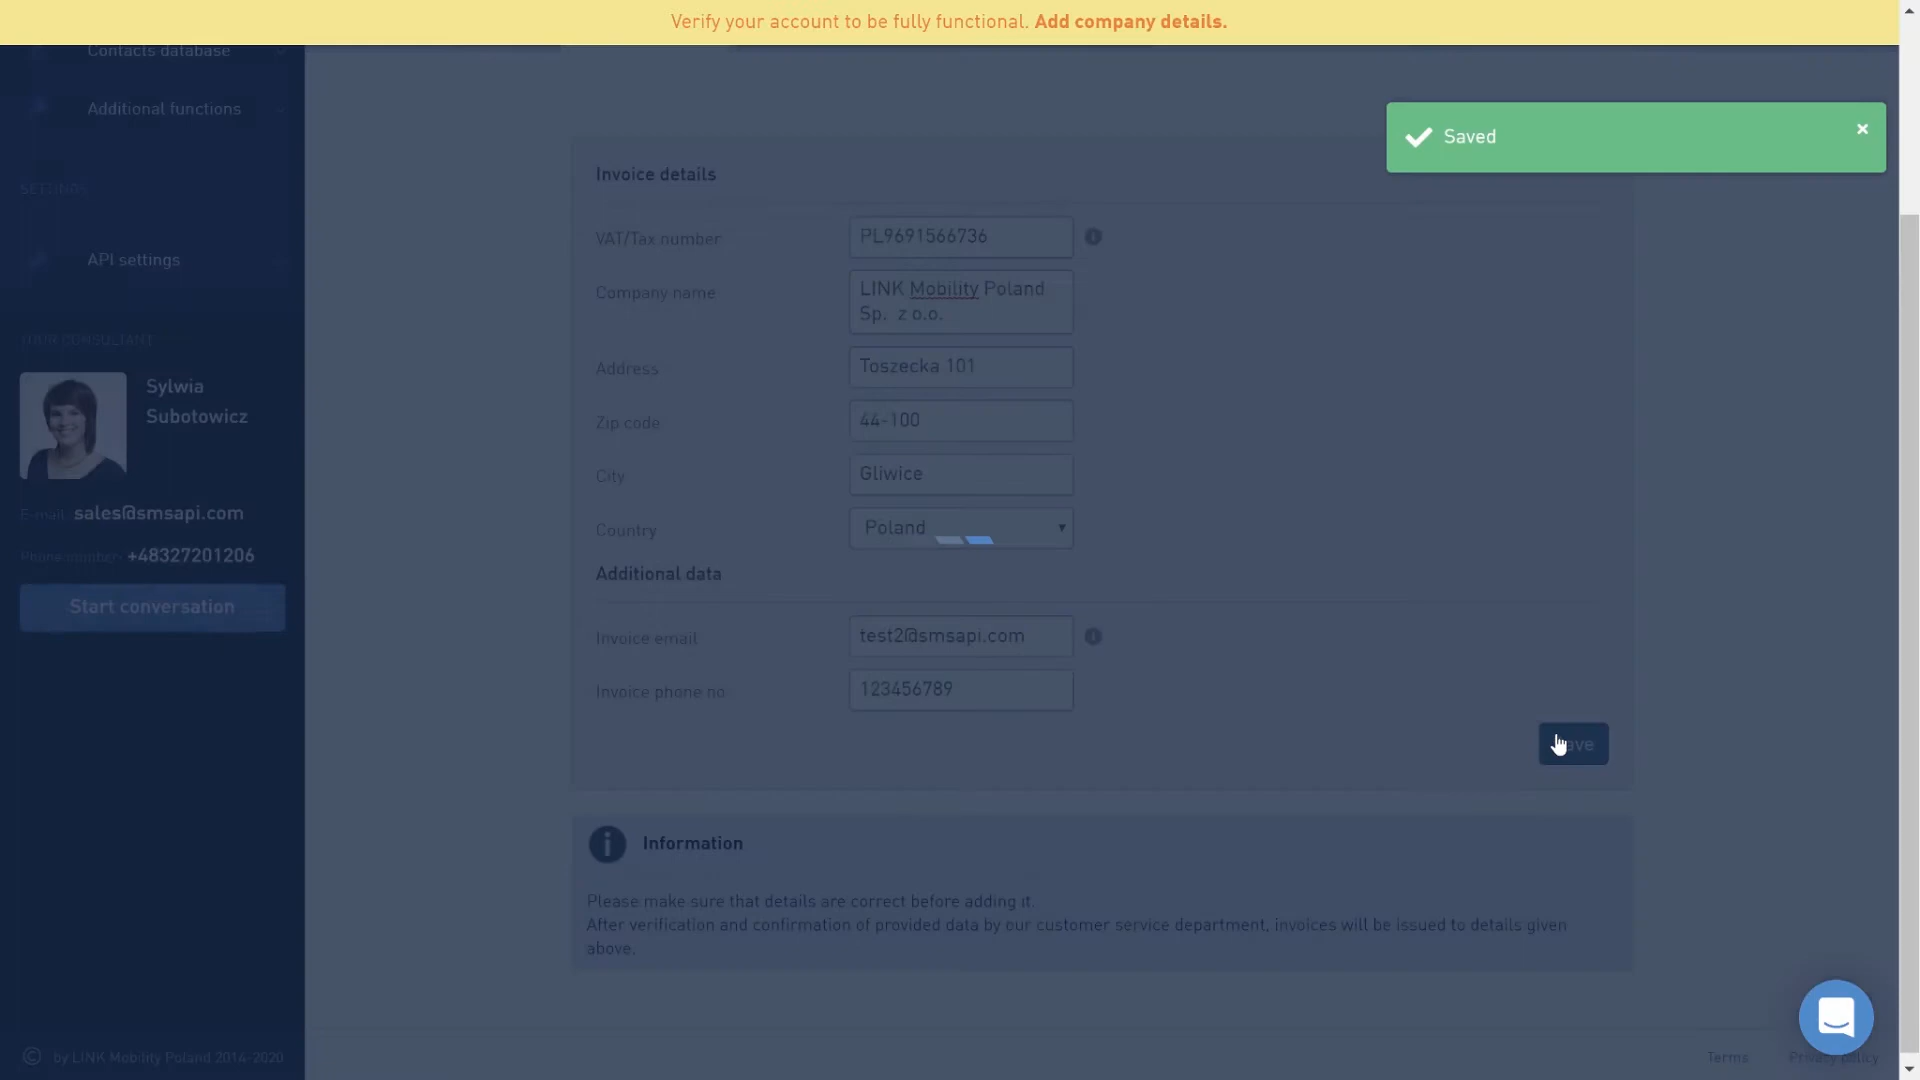 Verify your account to be fully functional. Add company details.
Contacts database
Additional functions
SETTINGS
API settings
YOUR CONSULTANT
Sylwia
Subotowicz
E-mail: sales@smsapi.com
Phone number: +48327201206
Start conversation
© by LINK Mobility Poland 2014-2020
Saved
×
Invoice details
VAT/Tax number
PL9691566736
Company name
LINK Mobility Poland
Sp. z o.o.
Address
Toszecka 101
Zip code
44-100
City
Gliwice
Country
Poland
Additional data
Invoice email
test2@smsapi.com
Invoice phone no.
123456789
Save
Information
Please make sure that details are correct before adding it.
After verification and confirmation of provided data by our customer service department, invoices will be issued to details given
above.
Terms
Privacy policy